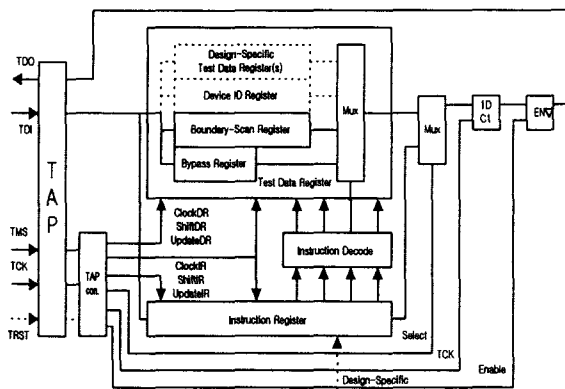 TDO
TDI
TAP
TMS
TCK
TRST
Design-Specific
Test Data Register(s)
Device ID Register
Boundary-Scan Register
Bypass Register
Test Data Register
Mux
Mux
1D
C1
EN
ClockDR
ShiftDR
UpdateDR
TAP
con.
ClockIR
ShiftIR
UpdateIR
Instruction Decode
Instruction Register
Select
TCK
Design-Specific
Enable